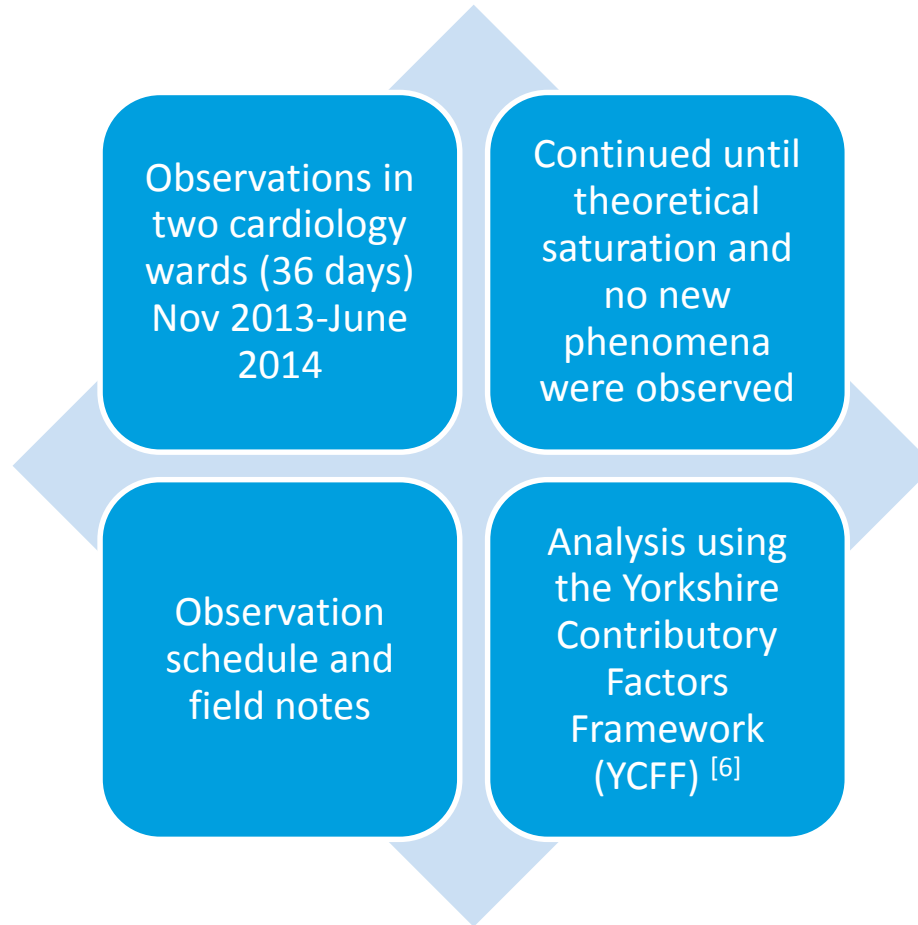 Observations in
two cardiology
wards (36 days)
Nov 2013-June
2014
Continued until
theoretical
saturation and
no new
phenomena
were observed
Observation
schedule and
field notes
Analysis using
the Yorkshire
Contributory
Factors
Framework
(YCFF) [6]